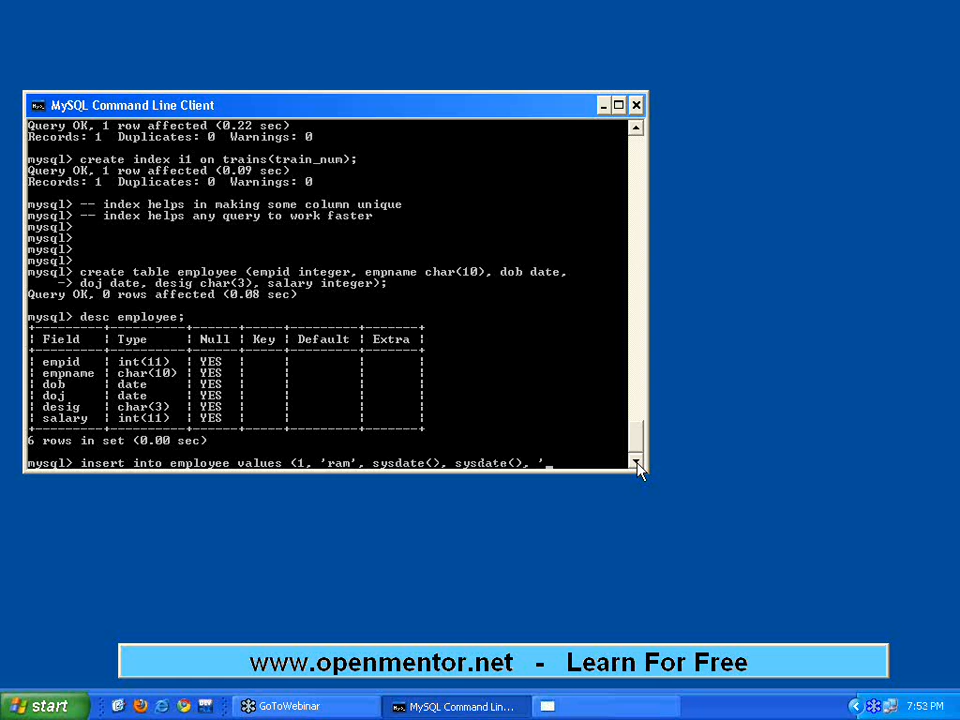 MySQL Command Line Client
Query OK, 1 row affected (0.22 sec)
Records: 1  Duplicates: 0  Warnings: 0
mysql> create index i1 on trains(train_num);
Query OK, 1 row affected (0.09 sec)
Records: 1  Duplicates: 0  Warnings: 0
mysql> -- index helps in making some column unique
mysql> -- index helps any query to work faster
mysql>
mysql>
mysql>
mysql>
mysql> create table employee (empid integer, empname char(10), dob date,
    -> doj date, desig char(3), salary integer);
Query OK, 0 rows affected (0.08 sec)
mysql> desc employee;
+---------+----------+------+-----+---------+-------+
| Field   | Type     | Null | Key | Default | Extra |
+---------+----------+------+-----+---------+-------+
| empid   | int(11)  | YES  |     |         |       |
| empname | char(10) | YES  |     |         |       |
| dob     | date     | YES  |     |         |       |
| doj     | date     | YES  |     |         |       |
| desig   | char(3)  | YES  |     |         |       |
| salary  | int(11)  | YES  |     |         |       |
+---------+----------+------+-----+---------+-------+
6 rows in set (0.00 sec)
mysql> insert into employee values (1, 'ram', sysdate(), sysdate(), '_
www.openmentor.net - Learn For Free
start GoToWebinar MySQL Command Lin... 7:53 PM